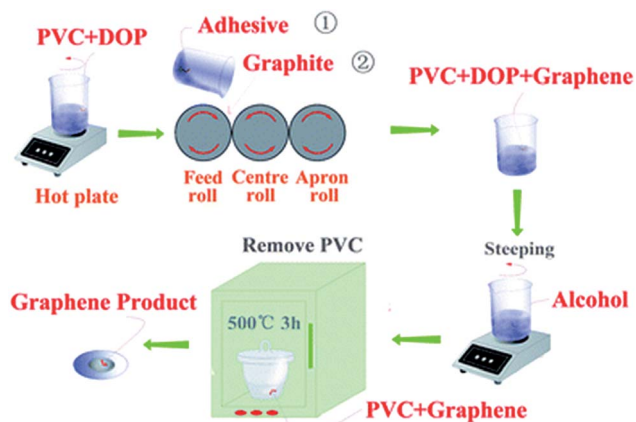 Adhesive ①
PVC+DOP
Graphite ②
PVC+DOP+Graphene
Feed roll
Centre roll
Apron roll
Hot plate
Steeping
Alcohol
Remove PVC
500℃ 3h
Graphene Product
PVC+Graphene